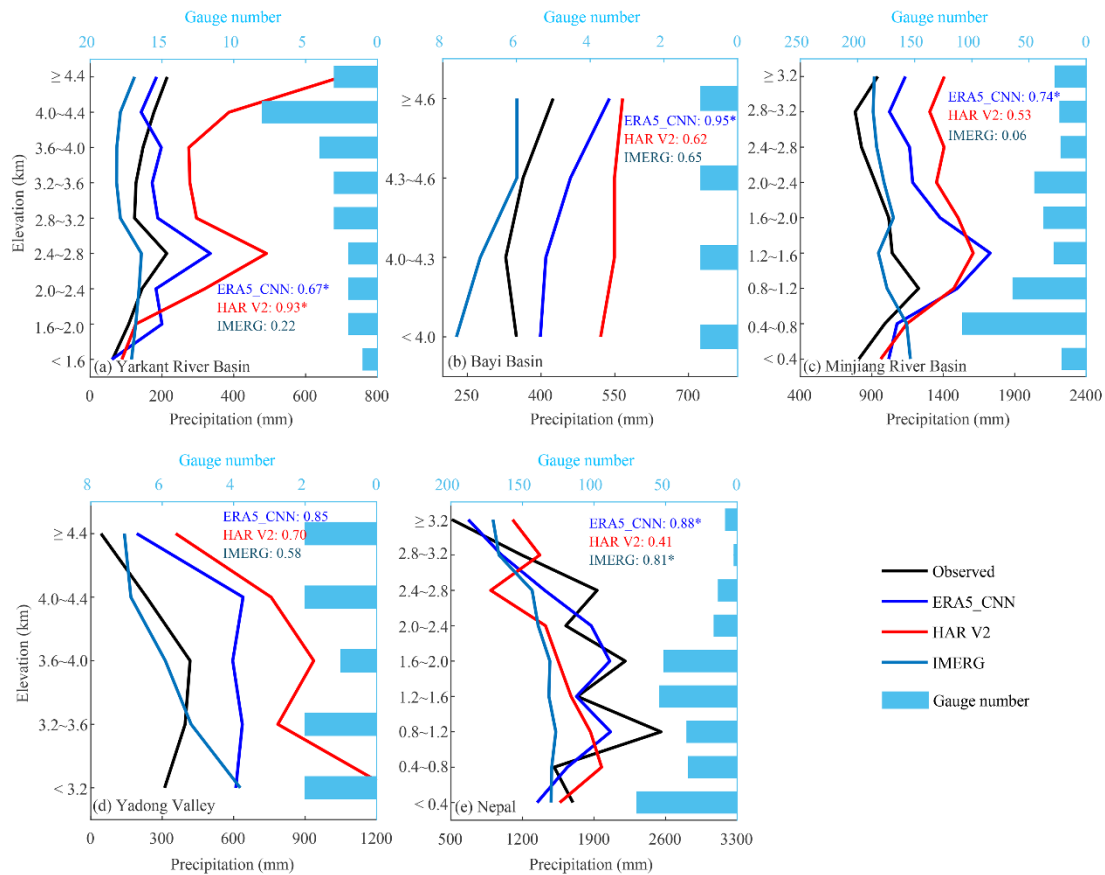 Gauge number
Gauge number
Gauge number
20 15 10 5 0
8 6 4 2 0
250 200 150 100 50 0
Elevation (km)
≥ 4.4
4.0~4.4
3.6~4.0
3.2~3.6
2.8~3.2
2.4~2.8
2.0~2.4
1.6~2.0
< 1.6
ERA5_CNN: 0.67*
HAR V2: 0.93*
IMERG: 0.22
(a) Yarkant River Basin
0 200 400 600 800
Precipitation (mm)
≥ 4.6
4.3~4.6
4.0~4.3
< 4.0
ERA5_CNN: 0.95*
HAR V2: 0.62
IMERG: 0.65
(b) Bayi Basin
250 400 550 700
Precipitation (mm)
≥ 3.2
2.8~3.2
2.4~2.8
2.0~2.4
1.6~2.0
1.2~1.6
0.8~1.2
0.4~0.8
< 0.4
ERA5_CNN: 0.74*
HAR V2: 0.53
IMERG: 0.06
(c) Minjiang River Basin
400 900 1400 1900 2400
Precipitation (mm)
Gauge number
Gauge number
8 6 4 2 0
200 150 100 50 0
Elevation (km)
≥ 4.4
4.0~4.4
3.6~4.0
3.2~3.6
< 3.2
ERA5_CNN: 0.85
HAR V2: 0.70
IMERG: 0.58
(d) Yadong Valley
0 300 600 900 1200
Precipitation (mm)
≥ 3.2
2.8~3.2
2.4~2.8
2.0~2.4
1.6~2.0
1.2~1.6
0.8~1.2
0.4~0.8
< 0.4
ERA5_CNN: 0.88*
HAR V2: 0.41
IMERG: 0.81*
(e) Nepal
500 1200 1900 2600 3300
Precipitation (mm)
Observed
ERA5_CNN
HAR V2
IMERG
Gauge number